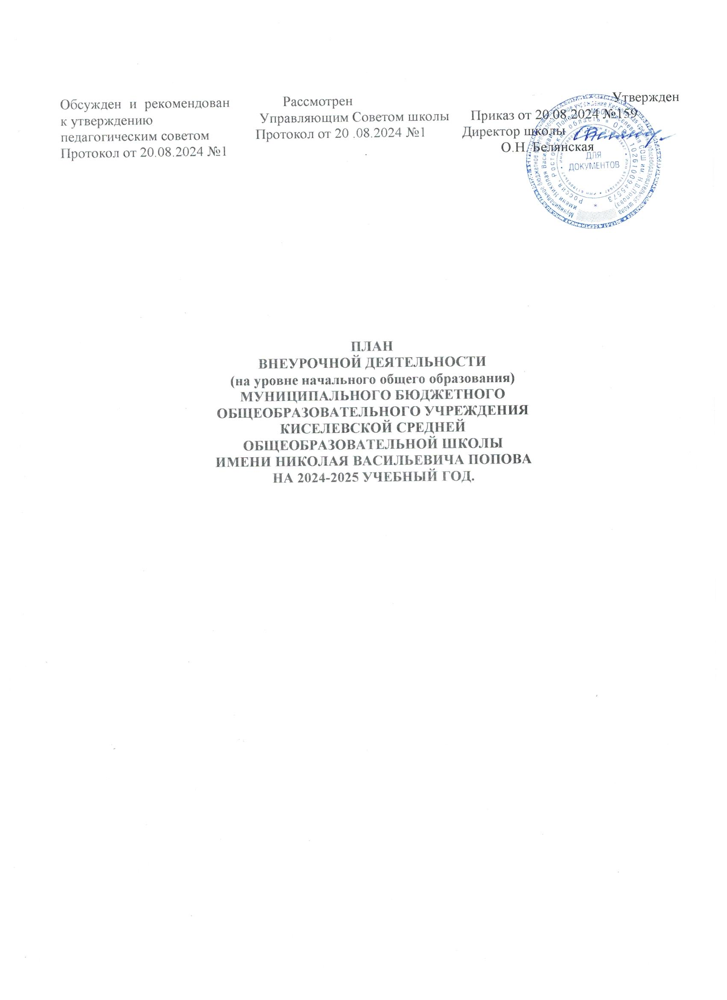 Обсужден и рекомендован
к утверждению
педагогическим советом
Протокол от 20.08.2024 №1
Рассмотрен
Управляющим Советом школы
Протокол от 20 .08.2024 №1
Утвержден
Приказ от 20.08.2024 №159
Директор школы
О.Н. Белянская
ДЛЯ
ДОКУМЕНТОВ
ПЛАН
ВНЕУРОЧНОЙ ДЕЯТЕЛЬНОСТИ
(на уровне начального общего образования)
МУНИЦИПАЛЬНОГО БЮДЖЕТНОГО
ОБЩЕОБРАЗОВАТЕЛЬНОГО УЧРЕЖДЕНИЯ
КИСЕЛЕВСКОЙ СРЕДНЕЙ
ОБЩЕОБРАЗОВАТЕЛЬНОЙ ШКОЛЫ
ИМЕНИ НИКОЛАЯ ВАСИЛЬЕВИЧА ПОПОВА
НА 2024-2025 УЧЕБНЫЙ ГОД.